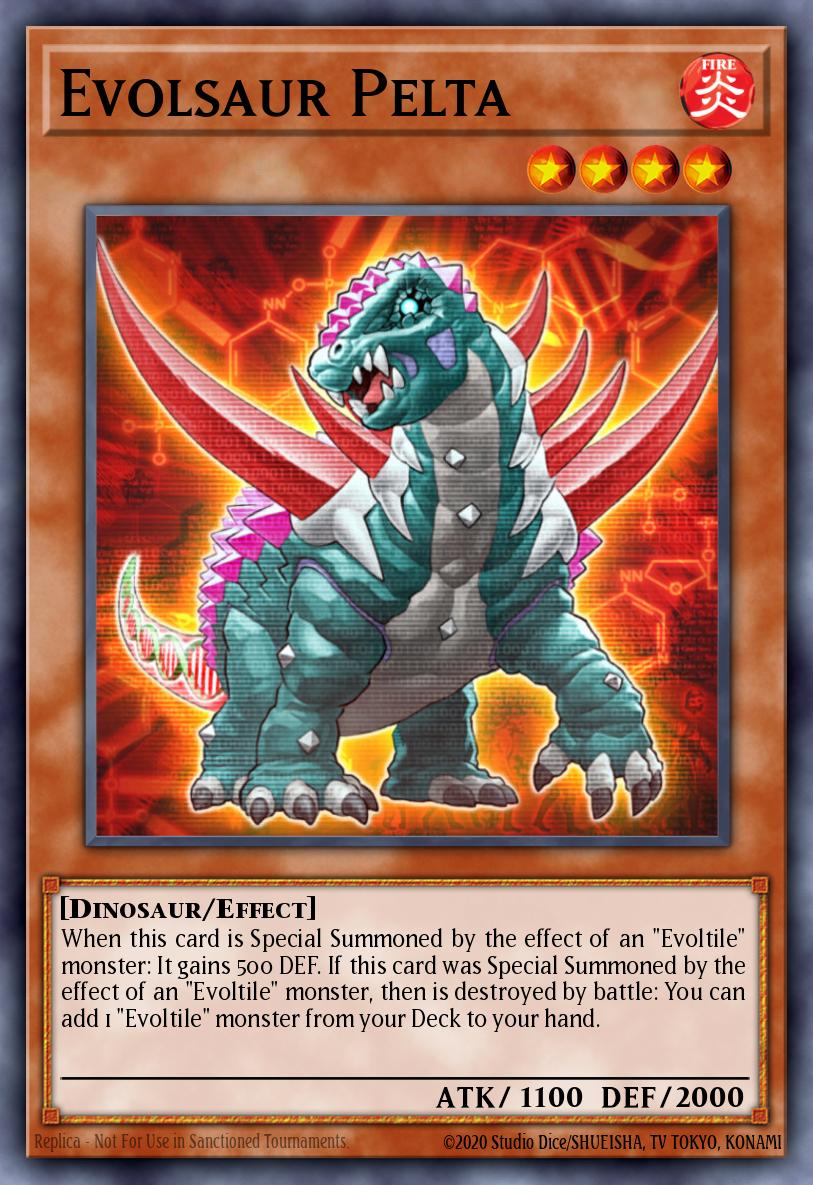 Evolsaur Pelta
FIRE
炎
NN
O
P
N
N
P
P
O
NN
O
[Dinosaur/Effect]
When this card is Special Summoned by the effect of an "Evoltile"
monster: It gains 500 DEF. If this card was Special Summoned by the
effect of an "Evoltile" monster, then is destroyed by battle: You can
add 1 "Evoltile" monster from your Deck to your hand.
ATK/ 1100 DEF/2000
Replica - Not For Use in Sanctioned Tournaments.
©2020 Studio Dice/SHUEISHA, TV TOKYO, KONAMI